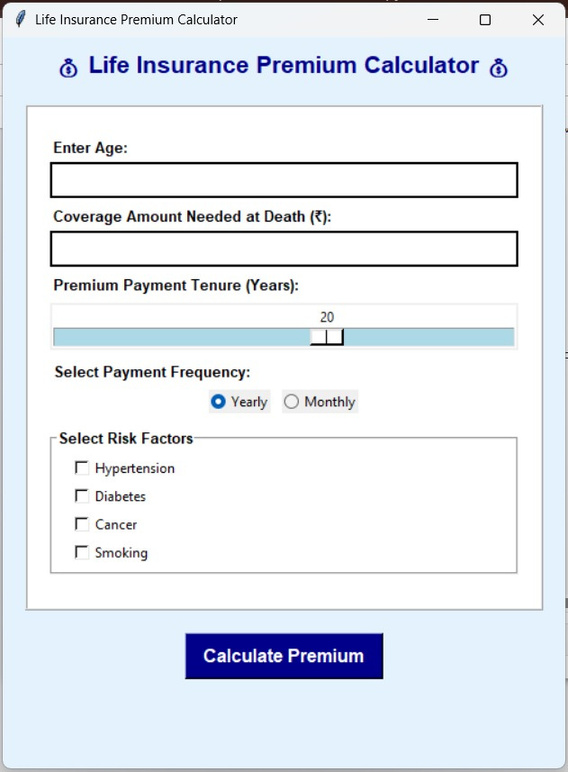 Life Insurance Premium Calculator
💰 Life Insurance Premium Calculator 💰
Enter Age:
Coverage Amount Needed at Death (₹):
Premium Payment Tenure (Years):
20
Select Payment Frequency:
Yearly Monthly
Select Risk Factors
Hypertension
Diabetes
Cancer
Smoking
Calculate Premium